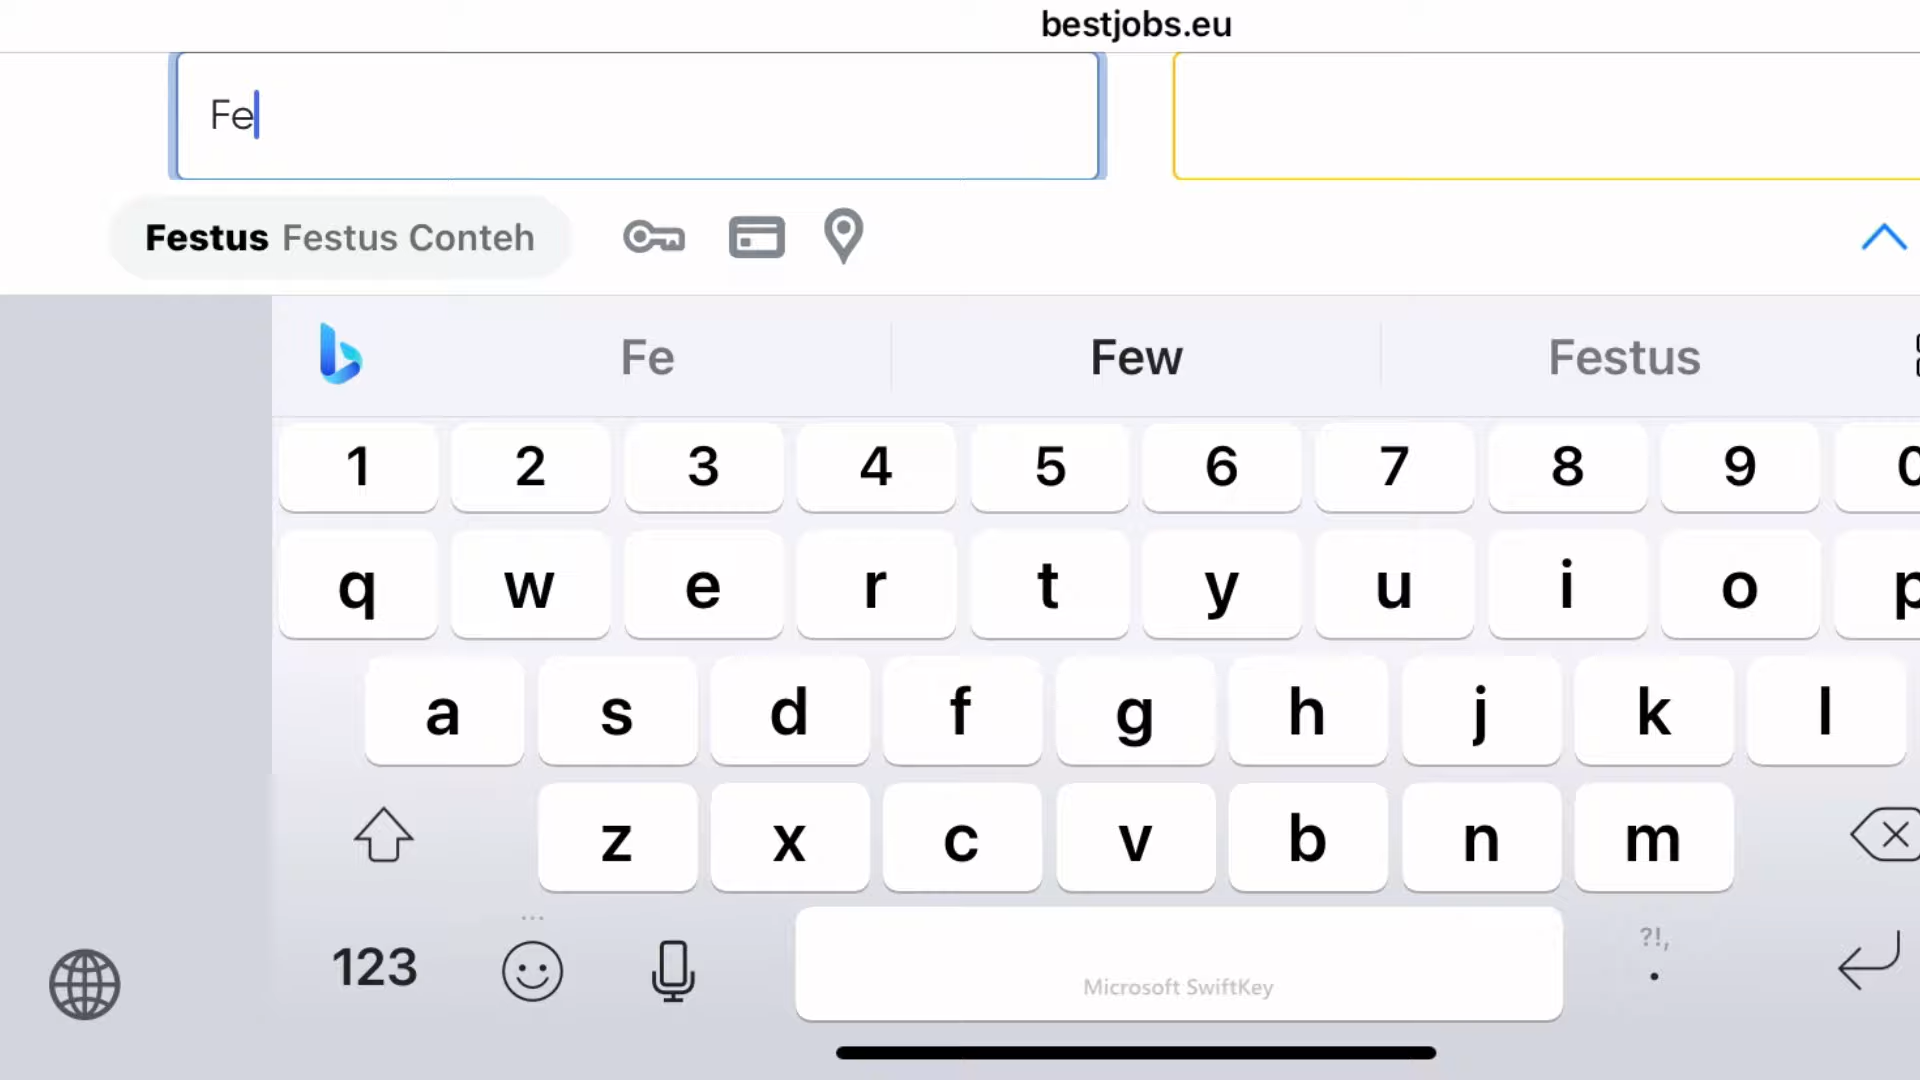 bestjobs.eu
Fe
Festus Festus Conteh
Fe Few Festus
1 2 3 4 5 6 7 8 9 0
q w e r t y u i o p
a s d f g h j k l
z x c v b n m
123 ?!, .
Microsoft SwiftKey